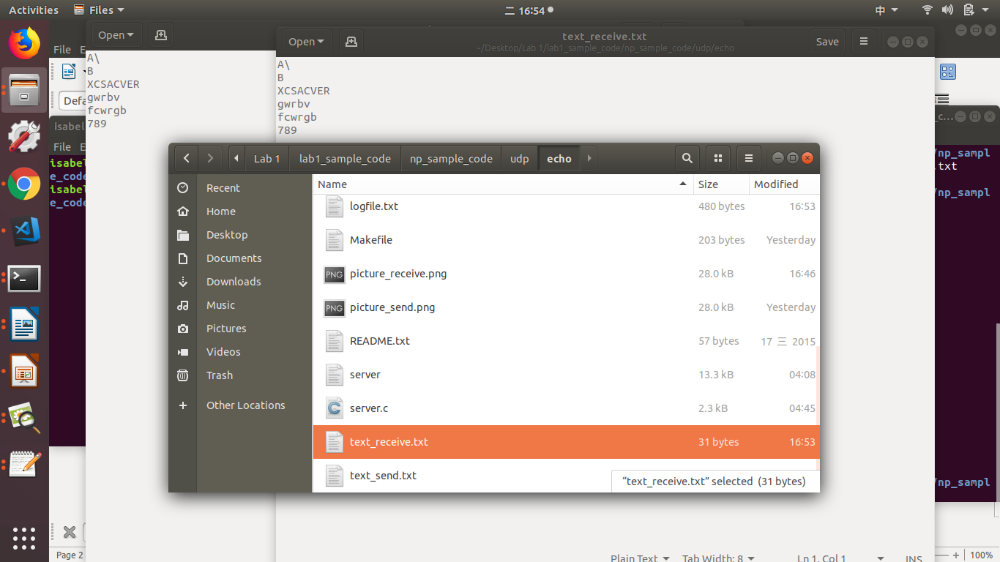 Activities Files 二 16:54 中
Open
Open
text_receive.txt
~/Desktop/Lab 1/lab1_sample_code/np_sample_code/udp/echo
Save
File E
A\
B
XCSACVER
gwrbv
fcwrgb
789
A\
B
XCSACVER
gwrbv
fcwrgb
789
Defa
isabel
File E
isabel
e_code
isabel
e_code
_c...
/np_sampl
.txt
/np_sampl
/np_sampl
Lab 1 lab1_sample_code np_sample_code udp echo
Recent
Home
Desktop
Documents
Downloads
Music
Pictures
Videos
Trash
Other Locations
Name Size Modified
logfile.txt 480 bytes 16:53
Makefile 203 bytes Yesterday
PNG picture_receive.png 28.0 kB 16:46
PNG picture_send.png 28.0 kB Yesterday
README.txt 57 bytes 17 三 2015
server 13.3 kB 04:08
server.c 2.3 kB 04:45
text_receive.txt 31 bytes 16:53
text_send.txt
“text_receive.txt” selected (31 bytes)
Page 2
Plain Text Tab Width: 8 Ln 1, Col 1 INS
100%